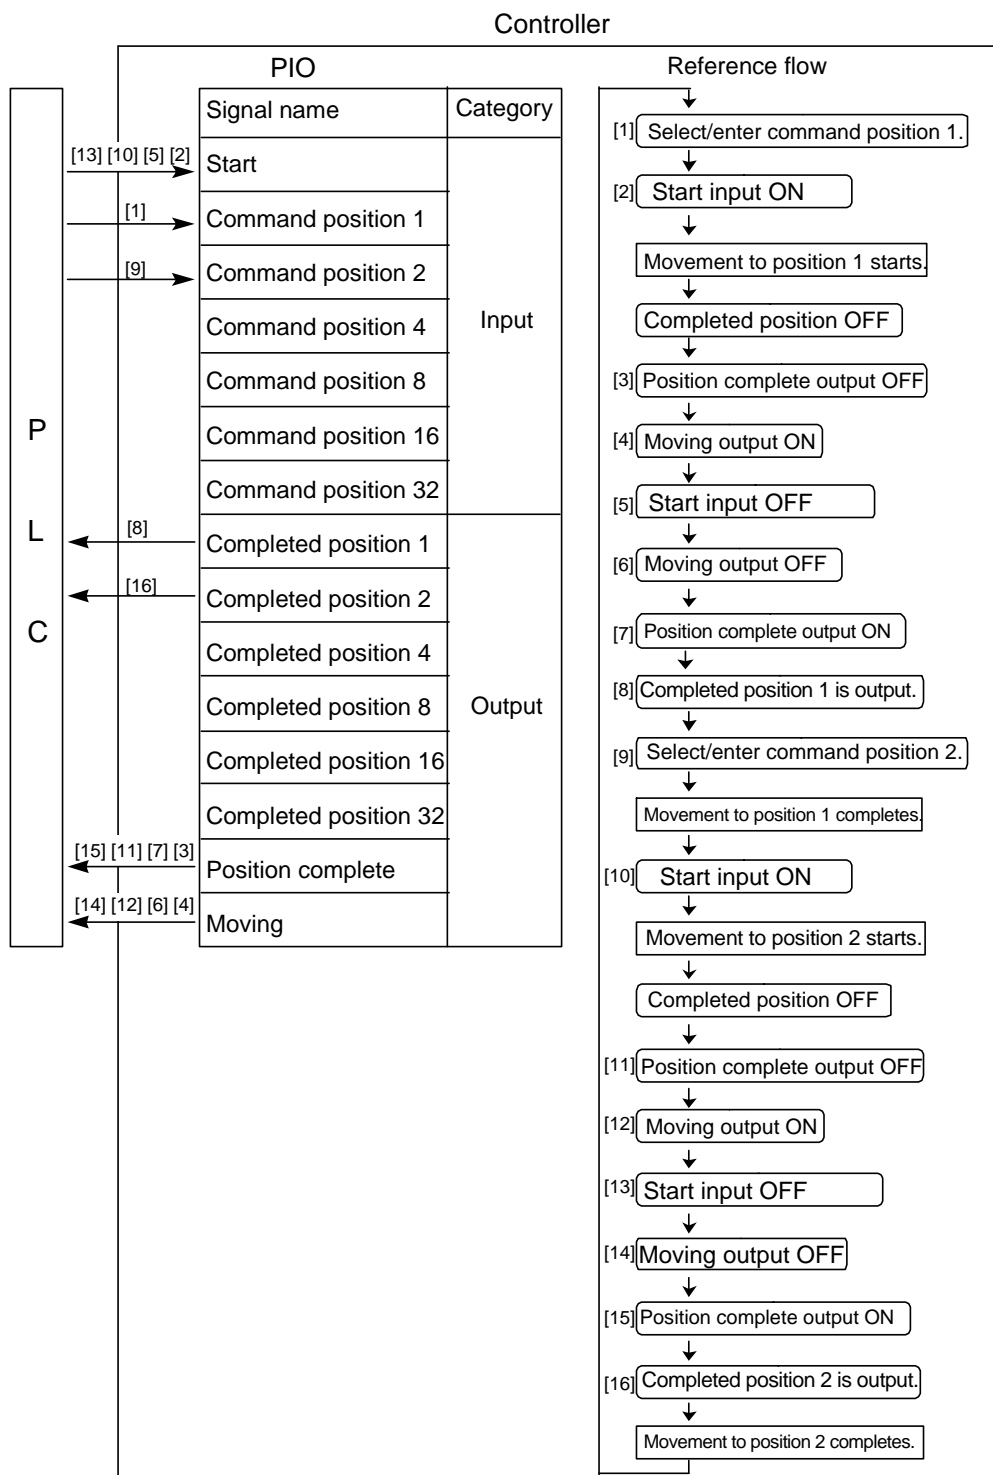 Controller
PIO
Signal name Category
[13] [10] [5] [2] Start
[1] Command position 1
[9] Command position 2
Command position 4
Input
Command position 8
Command position 16
Command position 32
[8] Completed position 1
[16] Completed position 2
Completed position 4
Completed position 8
Output
Completed position 16
Completed position 32
[15] [11] [7] [3] Position complete
[14] [12] [6] [4] Moving
P
L
C
Reference flow
[1] Select/enter command position 1.
[2] Start input ON
Movement to position 1 starts.
Completed position OFF
[3] Position complete output OFF
[4] Moving output ON
[5] Start input OFF
[6] Moving output OFF
[7] Position complete output ON
[8] Completed position 1 is output.
[9] Select/enter command position 2.
Movement to position 1 completes.
[10] Start input ON
Movement to position 2 starts.
Completed position OFF
[11] Position complete output OFF
[12] Moving output ON
[13] Start input OFF
[14] Moving output OFF
[15] Position complete output ON
[16] Completed position 2 is output.
Movement to position 2 completes.